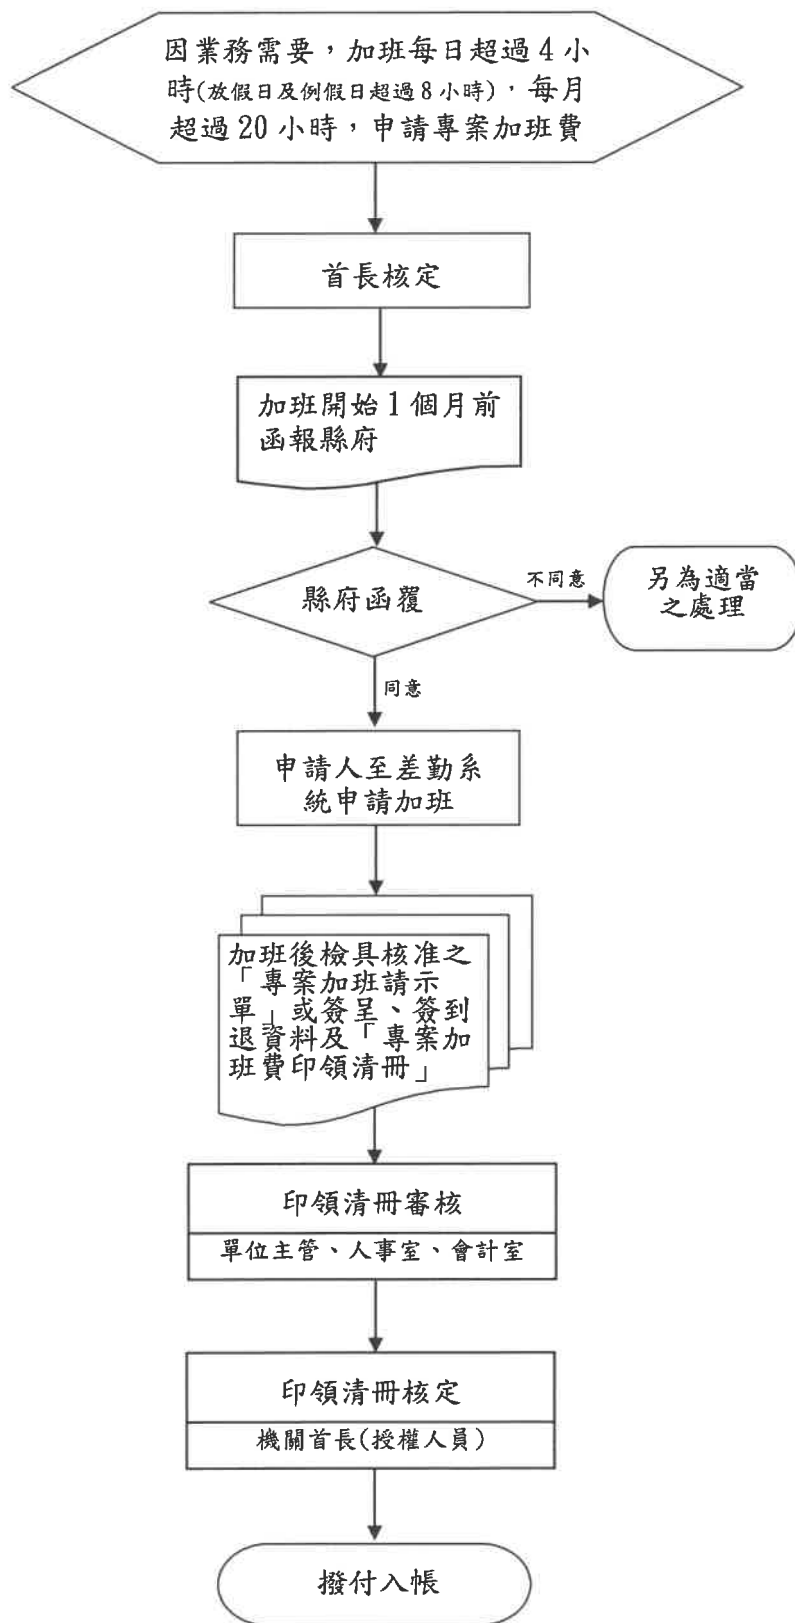 因業務需要，加班每日超過4小
時(放假日及例假日超過8小時)，每月
超過20小時，申請專案加班費
首長核定
加班開始1個月前
函報縣府
縣府函覆
不同意
另為適當
之處理
同意
申請人至差勤系
統申請加班
加班後檢具核准之
「專案加班請示
單」或簽呈、簽到
退資料及「專案加
班費印領清冊」
印領清冊審核
單位主管、人事室、會計室
印領清冊核定
機關首長(授權人員)
撥付入帳